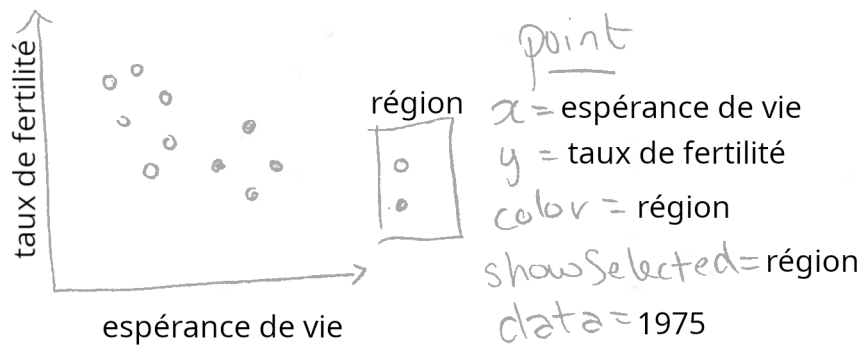 taux de fertilité
espérance de vie
région
point
x = espérance de vie
y = taux de fertilité
color = région
showSelected = région
data = 1975